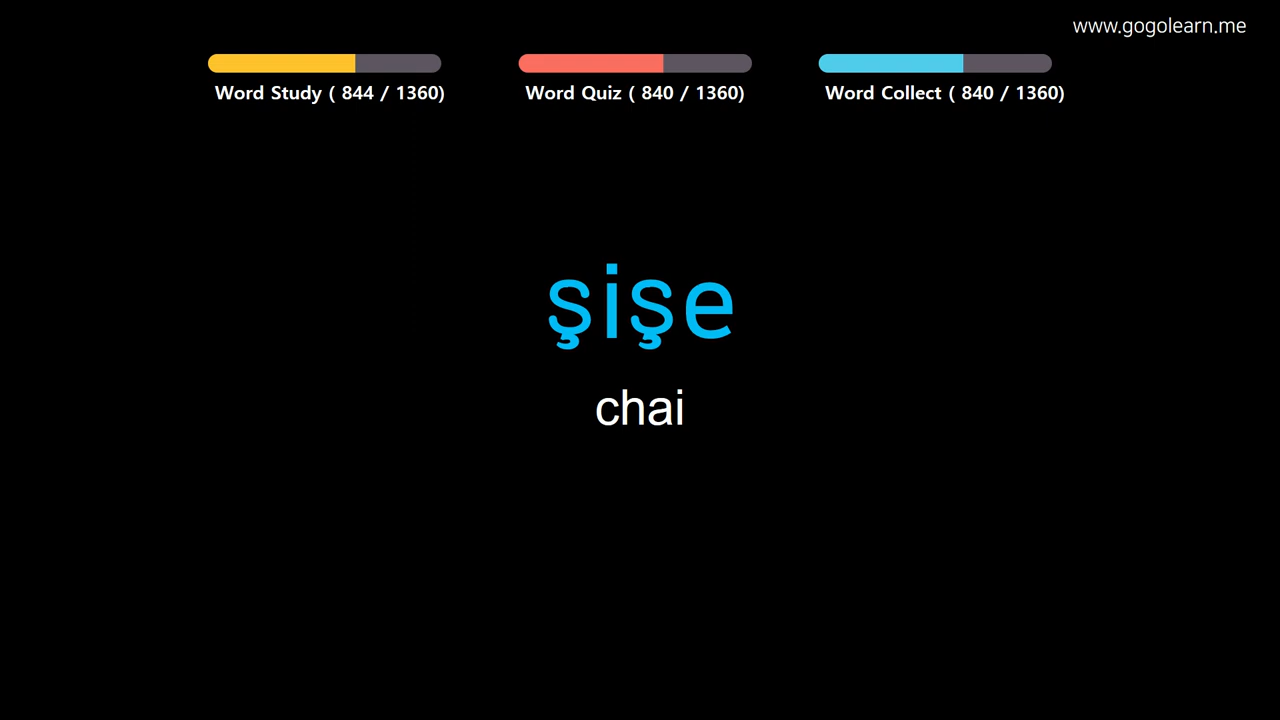 www.gogolearn.me
Word Study ( 844 / 1360)
Word Quiz ( 840 / 1360)
Word Collect ( 840 / 1360)
şişe
chai